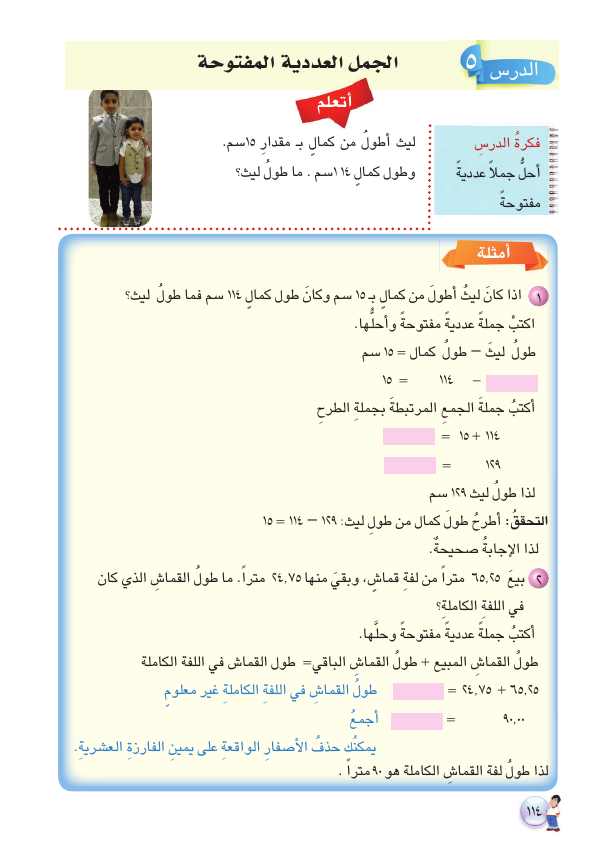 الدرس ٥
الجمل العددية المفتوحة
أتعلم
فكرةُ الدرسِ
أحلُّ جملاً عدديةً
مفتوحةً
ليث أطولُ من كمالٍ بـ مقدارِ ١٥سم.
وطول كمالٍ ١١٤سم . ما طولُ ليث؟
أمثلة
١ اذا كانَ ليثُ أطولَ من كمالٍ بـ ١٥ سم وكانَ طول كمالٍ ١١٤ سم فما طولُ ليث؟
اكتبْ جملةً عدديةً مفتوحةً وأحلُّها.
طولُ ليثَ – طولُ كمال = ١٥ سم
– ١١٤ = ١٥
أكتبُ جملةَ الجمعِ المرتبطةَ بجملةِ الطرحِ
١١٤ + ١٥ =
١٢٩ =
لذا طولُ ليث ١٢٩ سم
التحققُ: أطرحُ طولَ كمال من طولِ ليث: ١٢٩ – ١١٤ = ١٥
لذا الإجابةُ صحيحةٌ.
٢ بيعَ ٦٥,٢٥ متراً من لفةِ قماشٍ، وبقيَ منها ٢٤,٧٥ متراً. ما طولُ القماشِ الذي كان
في اللفةِ الكاملةِ؟
أكتبُ جملةً عدديةً مفتوحةً وحلَّها.
طولُ القماشِ المبيع + طولُ القماشِ الباقي= طول القماش في اللفة الكاملة
٦٥,٢٥ + ٢٤,٧٥ = طولُ القماشِ في اللفةِ الكاملةِ غير معلومٍ
٩٠,٠٠ = أجمعُ
يمكنُك حذفُ الأصفارِ الواقعةِ على يمينِ الفارزةِ العشريةِ.
لذا طولُ لفة القماش الكاملة هو ٩٠ متراً .
١١٤